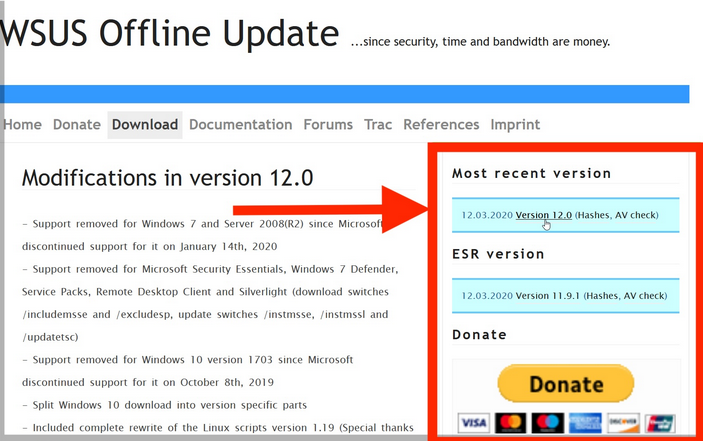 WSUS Offline Update ...since security, time and bandwidth are money.
Home Donate Download Documentation Forums Trac References Imprint
Modifications in version 12.0
– Support removed for Windows 7 and Server 2008(R2) since Microsoft
discontinued support for it on January 14th, 2020
– Support removed for Microsoft Security Essentials, Windows 7 Defender,
Service Packs, Remote Desktop Client and Silverlight (download switches
/includemsse and /excludesp, update switches /instmsse, /instmssl and
/updatetsc)
– Support removed for Windows 10 version 1703 since Microsoft
discontinued support for it on October 8th, 2019
– Split Windows 10 download into version specific parts
– Included complete rewrite of the Linux scripts version 1.19 (Special thanks
Most recent version
12.03.2020 Version 12.0 (Hashes, AV check)
ESR version
12.03.2020 Version 11.9.1 (Hashes, AV check)
Donate
Donate
VISA DISCOVER